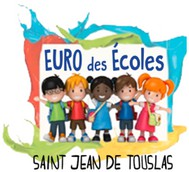 EURO des Écoles
SAINT JEAN DE TOUSLAS